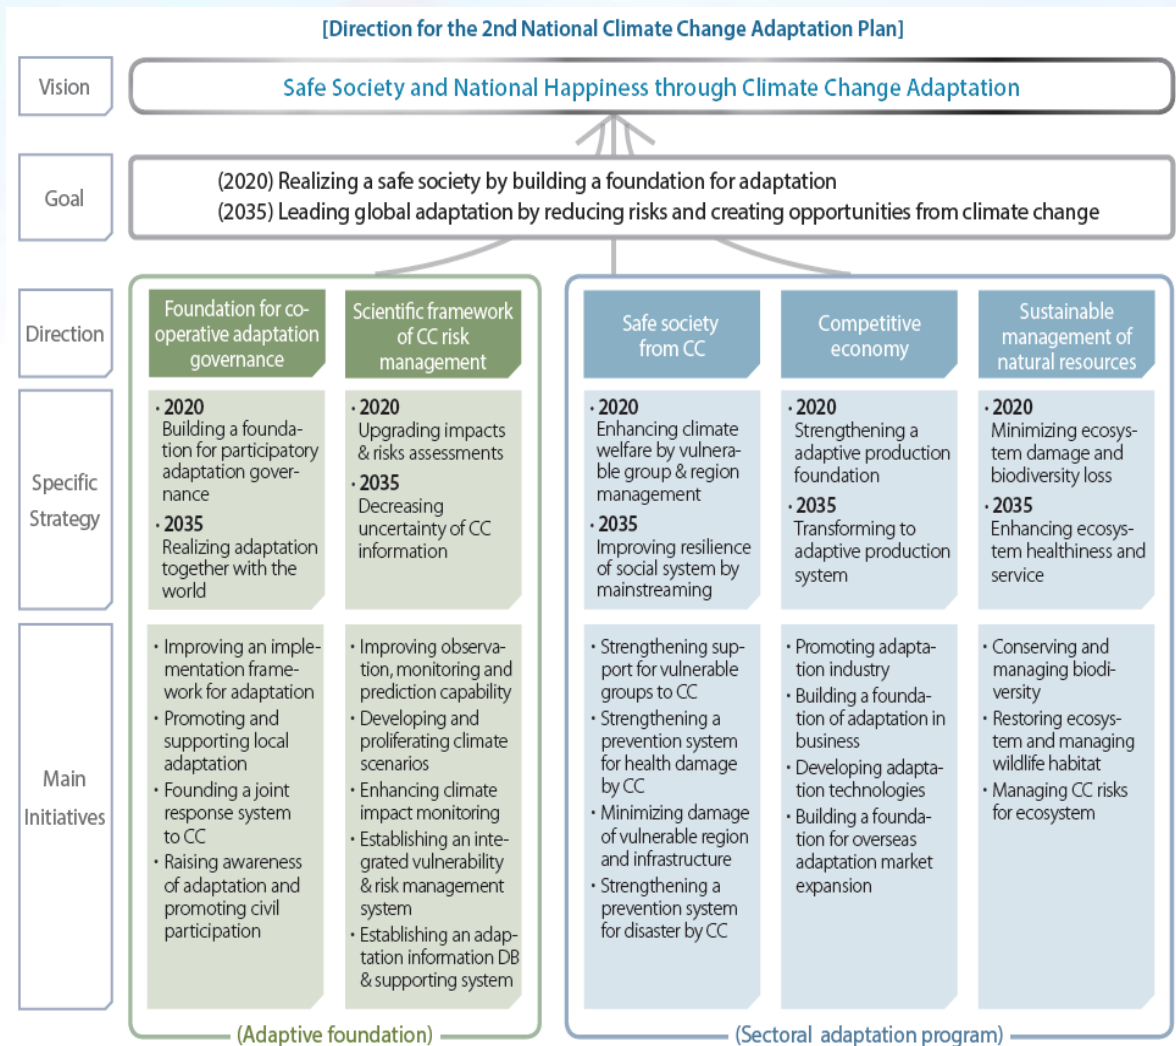 [Direction for the 2nd National Climate Change Adaptation Plan]
Vision
Safe Society and National Happiness through Climate Change Adaptation
Goal
(2020) Realizing a safe society by building a foundation for adaptation
(2035) Leading global adaptation by reducing risks and creating opportunities from climate change
Direction
Foundation for co-
operative adaptation
governance
Scientific framework
of CC risk
management
Safe society
from CC
Competitive
economy
Sustainable
management of
natural resources
Specific
Strategy
· 2020
Building a founda-
tion for participatory
adaptation gover-
nance
· 2035
Realizing adaptation
together with the
world
· 2020
Upgrading impacts
& risks assessments
· 2035
Decreasing
uncertainty of CC
information
· 2020
Enhancing climate
welfare by vulnerable
group & region
management
· 2035
Improving resilience
of social system by
mainstreaming
· 2020
Strengthening a
adaptive production
foundation
· 2035
Transforming to
adaptive production
system
· 2020
Minimizing ecosys-
tem damage and
biodiversity loss
· 2035
Enhancing ecosys-
tem healthiness and
service
Main
Initiatives
· Improving an imple-
mentation frame-
work for adaptation
· Promoting and
supporting local
adaptation
· Founding a joint
response system
to CC
· Raising awareness
of adaptation and
promoting civil
participation
· Improving observa-
tion, monitoring and
prediction capability
· Developing and
proliferating climate
scenarios
· Enhancing climate
impact monitoring
· Establishing an inte-
grated vulnerability
& risk management
system
· Establishing an adap-
tation information DB
& supporting system
· Strengthening sup-
port for vulnerable
groups to CC
· Strengthening a
prevention system
for health damage
by CC
· Minimizing damage
of vulnerable region
and infrastructure
· Strengthening a
prevention system
for disaster by CC
· Promoting adapta-
tion industry
· Building a founda-
tion of adaptation in
business
· Developing adapta-
tion technologies
· Building a founda-
tion for overseas
adaptation market
expansion
· Conserving and
managing biodi-
versity
· Restoring ecosys-
tem and managing
wildlife habitat
· Managing CC risks
for ecosystem
(Adaptive foundation)
(Sectoral adaptation program)